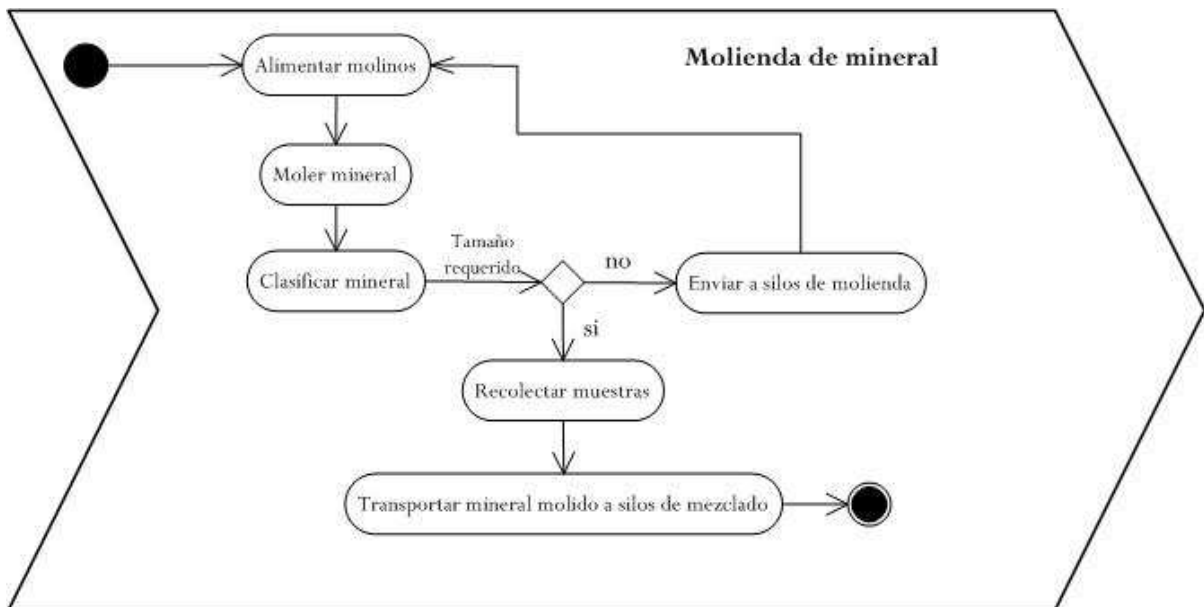 Molienda de mineral
Alimentar molinos
Moler mineral
Clasificar mineral
Tamaño
requerido
no
Enviar a silos de molienda
si
Recolectar muestras
Transportar mineral molido a silos de mezclado